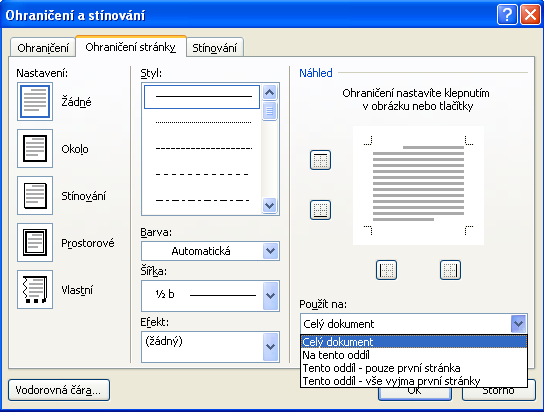 Ohraničení a stínování
Ohraničení
Ohraničení stránky
Stínování
Nastavení:
Žádné
Okolo
Stínování
Prostorové
Vlastní
Styl:
Barva:
Automatická
Šířka:
½ b
Efekt:
(žádný)
Náhled
Ohraničení nastavíte klepnutím
v obrázku nebo tlačítky
Použít na:
Celý dokument
Celý dokument
Na tento oddíl
Tento oddíl - pouze první stránka
Tento oddíl - vše vyjma první stránky
Vodorovná čára...
OK
Storno